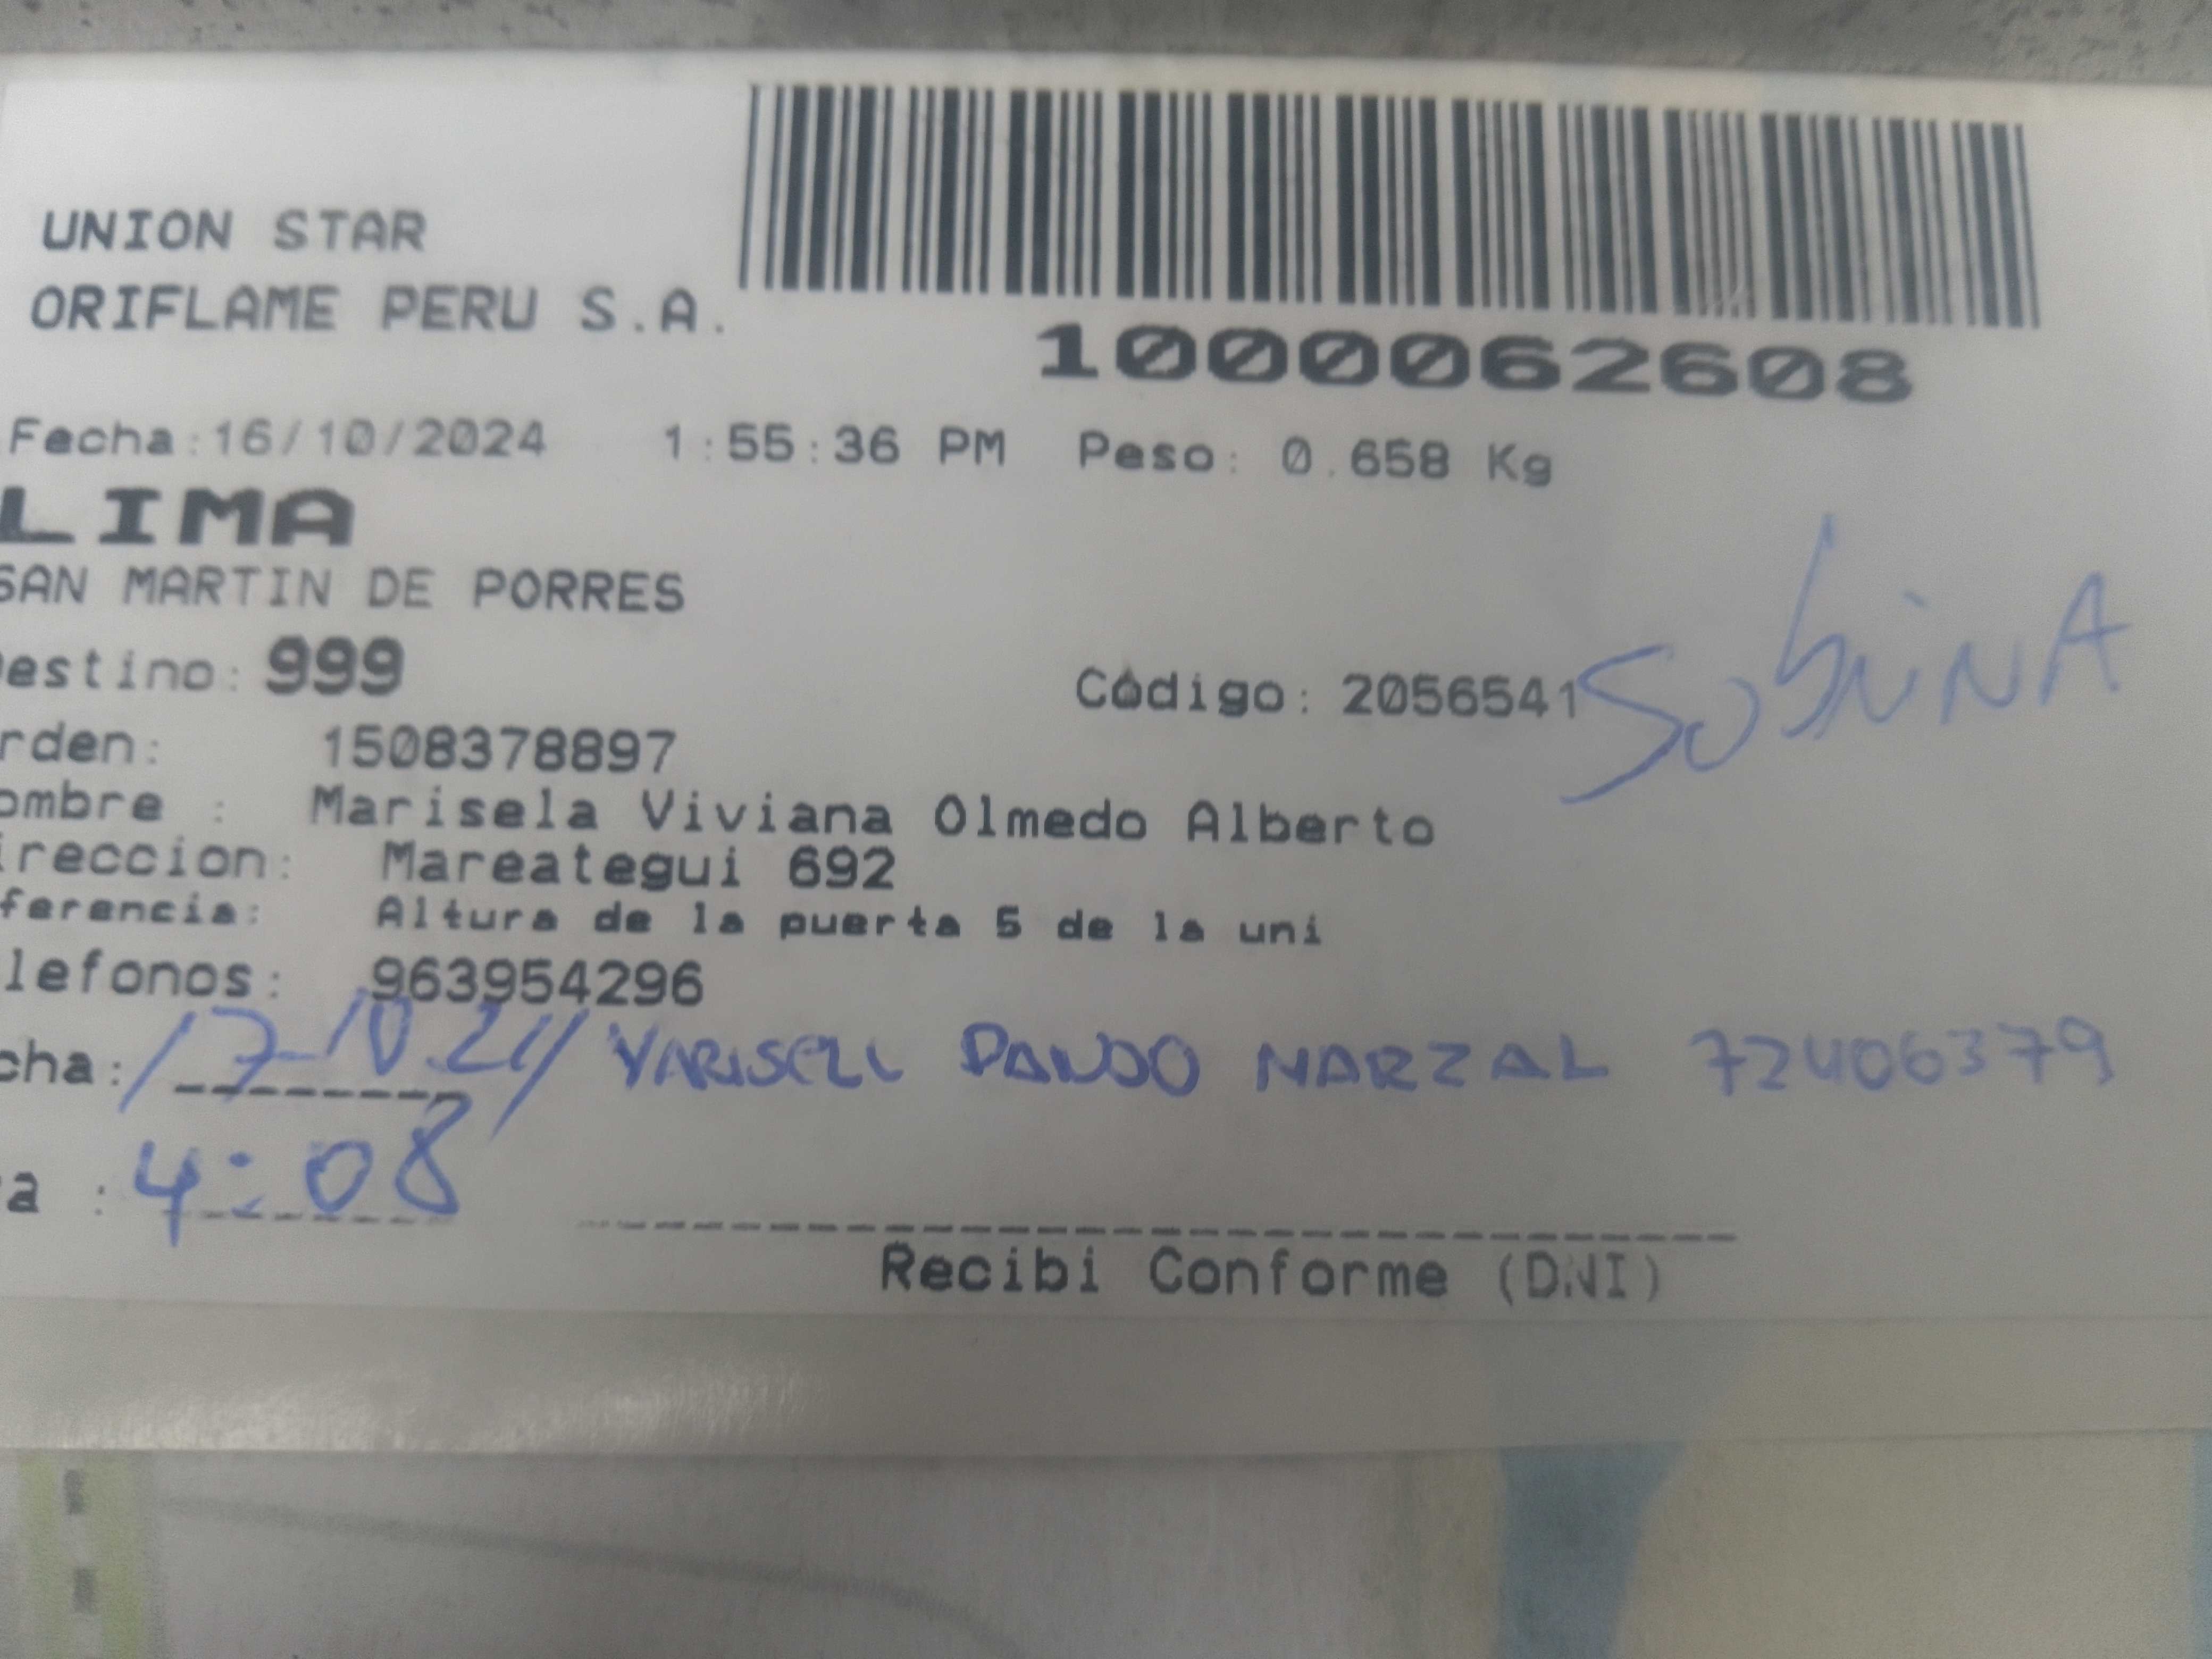 UNION STAR
ORIFLAME PERU S.A.
1000062608
Fecha:16/10/2024 1:55:36 PM Peso: 0.658 Kg
LIMA
SAN MARTIN DE PORRES
estino: 999 Código: 2056541 SobriNA
rden: 1508378897
ombre : Marisela Viviana Olmedo Alberto
ireccion: Mareategui 692
ferencia: Altura de la puerta 5 de la uni
lefonos: 963954296
cha: 17-10.24 PANDO 72406379
a : 4:08
Recibi Conforme (DNI)